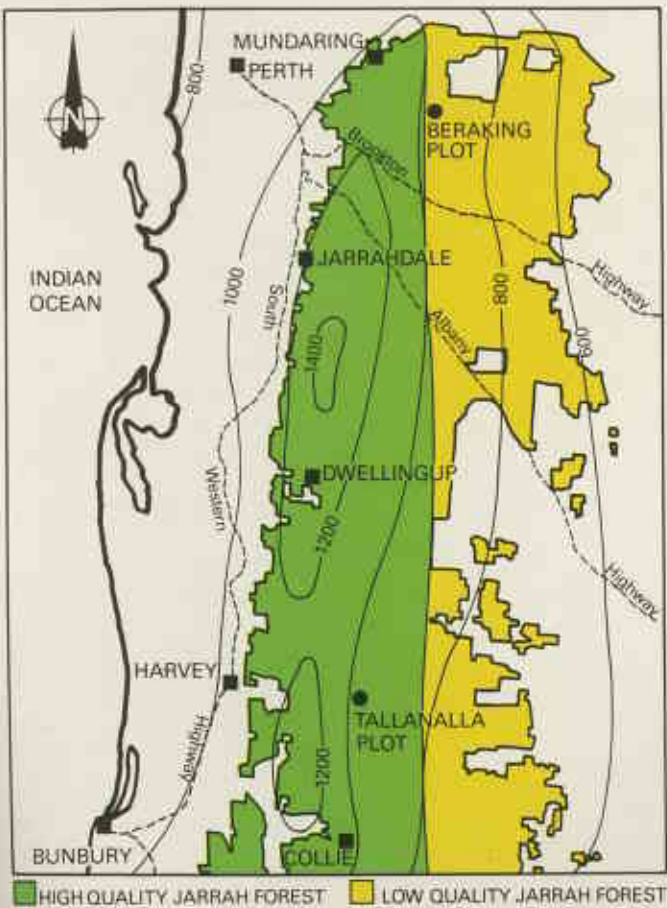 MUNDARING
PERTH
800
N
BERAKING
PLOT
Brookton
INDIAN
OCEAN
JARRAHDALE
1000
South
Highway
800
Albany
600
1400
DWELLINGUP
Western
1200
Highway
HARVEY
TALLANALLA
PLOT
Highway
1200
BUNBURY
COLLIE
HIGH QUALITY JARRAH FOREST
LOW QUALITY JARRAH FOREST